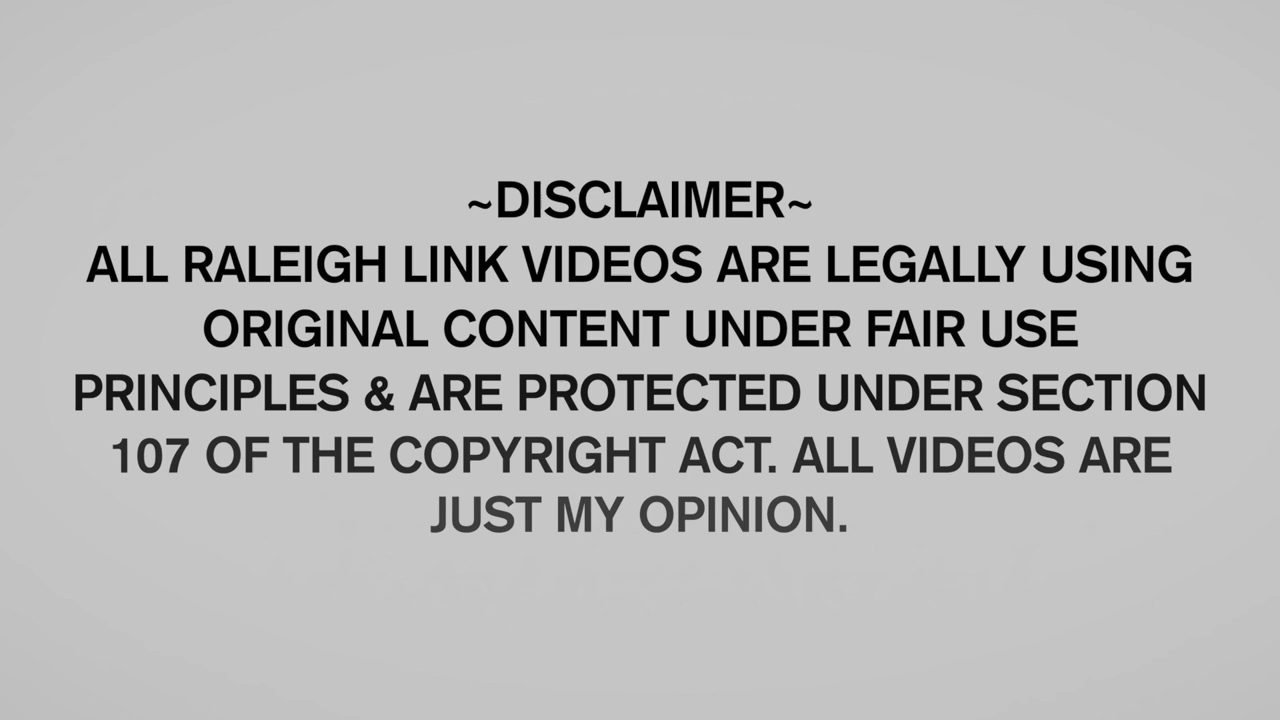 ~DISCLAIMER~
ALL RALEIGH LINK VIDEOS ARE LEGALLY USING
ORIGINAL CONTENT UNDER FAIR USE
PRINCIPLES & ARE PROTECTED UNDER SECTION
107 OF THE COPYRIGHT ACT. ALL VIDEOS ARE
JUST MY OPINION.